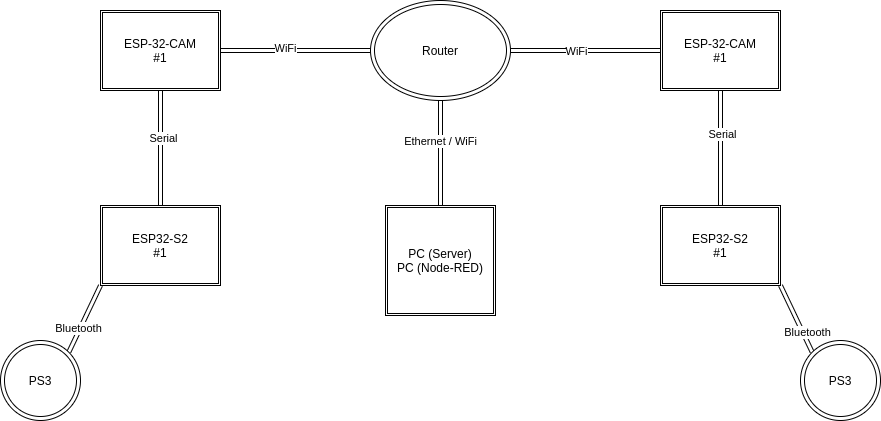 ESP-32-CAM
#1
WiFi
Router
WiFi
ESP-32-CAM
#1
Serial
Ethernet / WiFi
Serial
ESP32-S2
#1
PC (Server)
PC (Node-RED)
ESP32-S2
#1
Bluetooth
Bluetooth
PS3
PS3